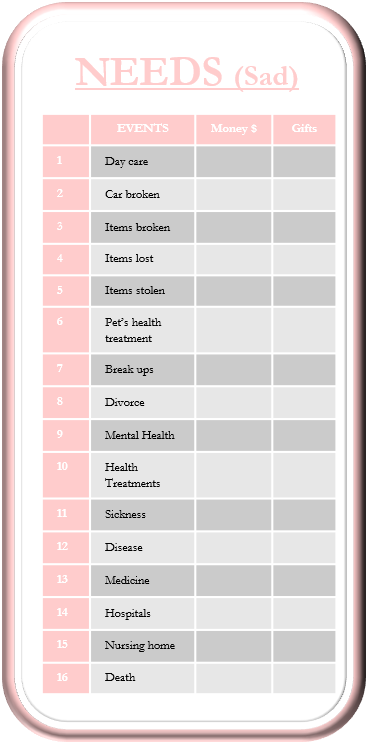 NEEDS (Sad)
EVENTS Money $ Gifts
1 Day care
2 Car broken
3 Items broken
4 Items lost
5 Items stolen
6 Pet's health
treatment
7 Break ups
8 Divorce
9 Mental Health
10 Health
Treatments
11 Sickness
12 Disease
13 Medicine
14 Hospitals
15 Nursing home
16 Death